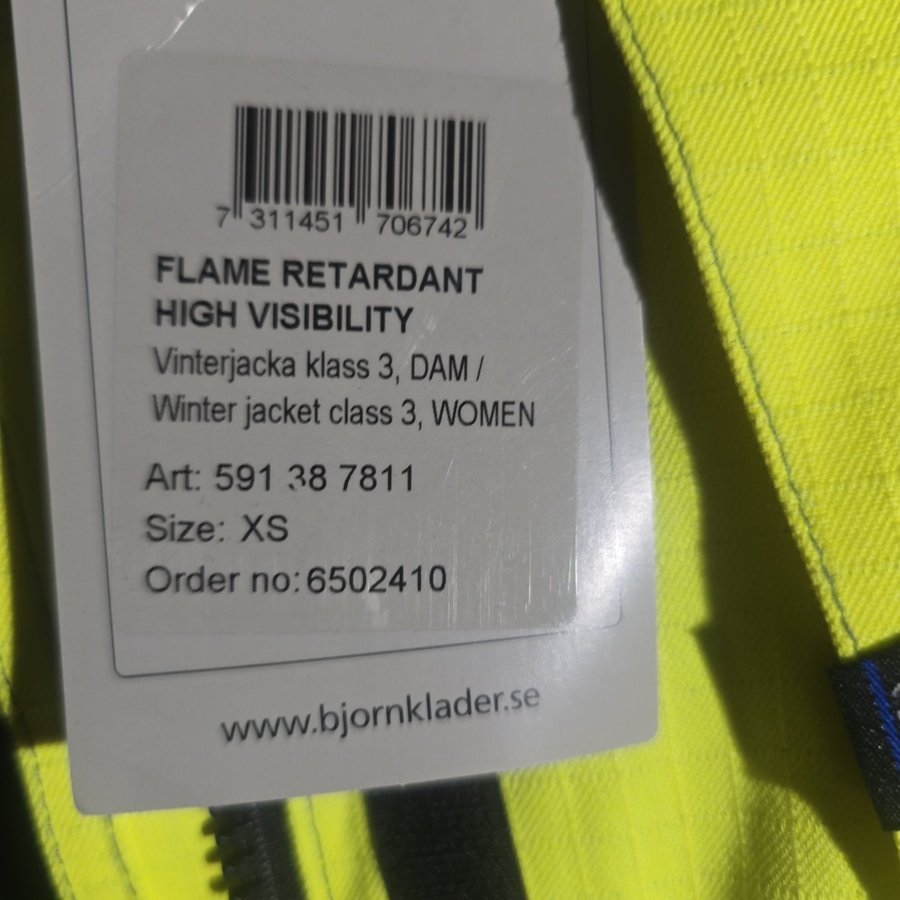 7 311451 706742
FLAME RETARDANT
HIGH VISIBILITY
Vinterjacka klass 3, DAM /
Winter jacket class 3, WOMEN
Art: 591 38 7811
Size: XS
Order no: 6502410
www.bjornklader.se